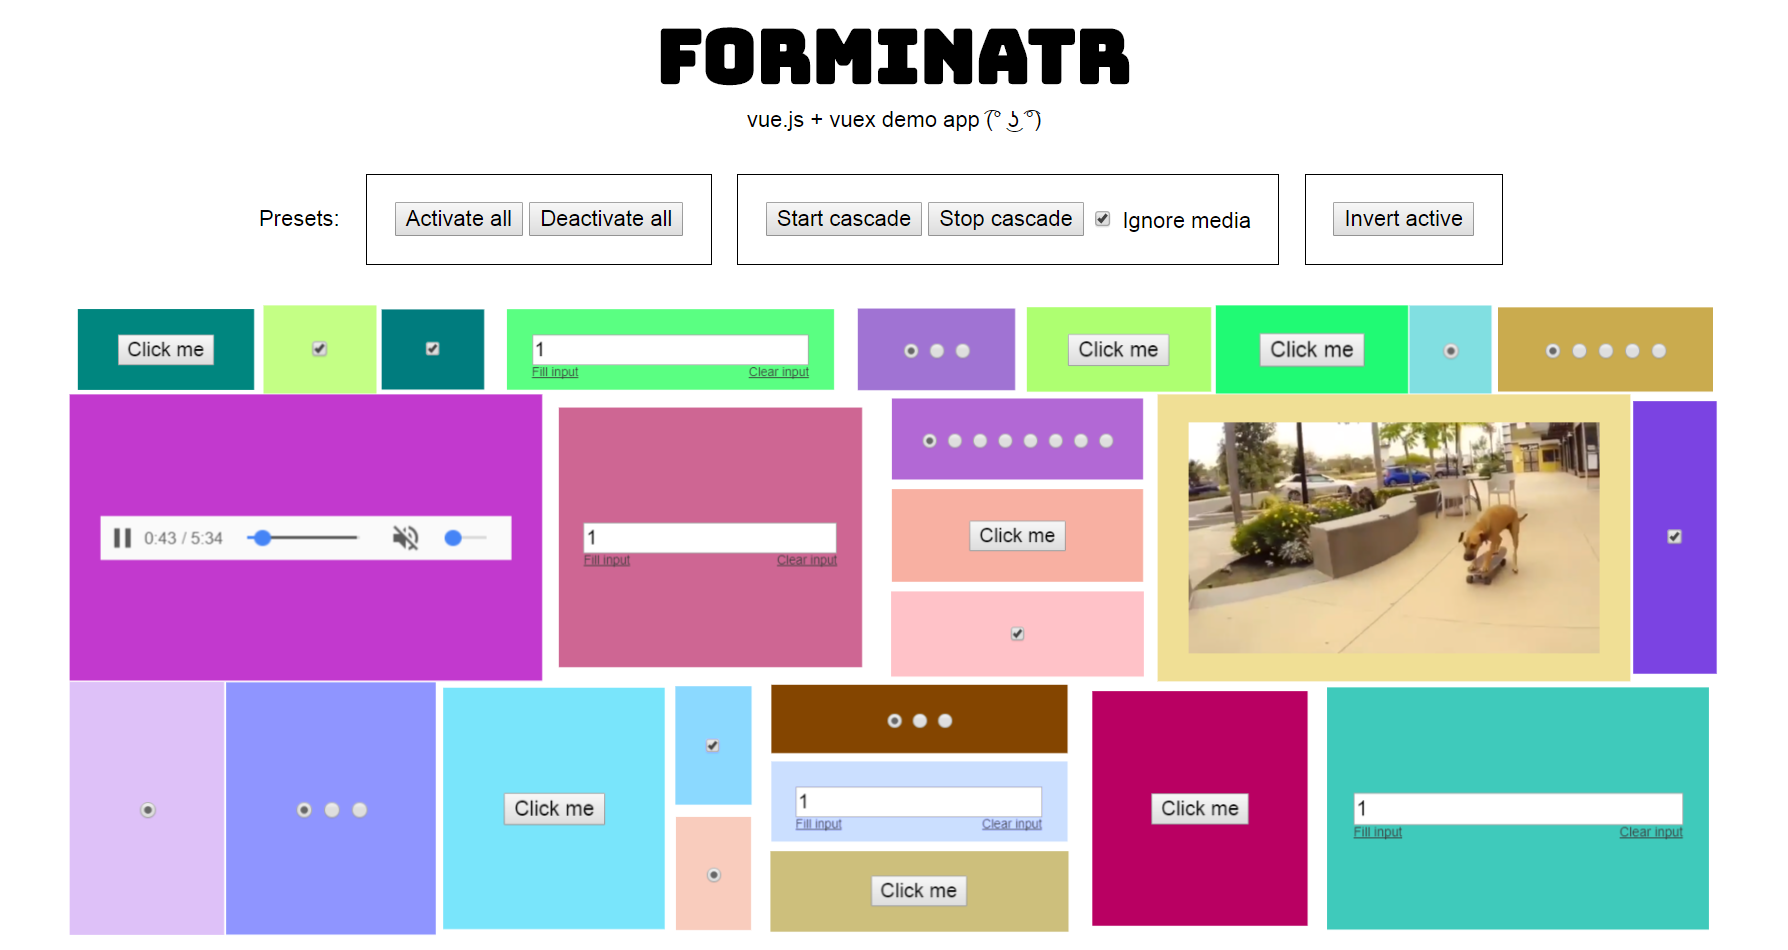 FORMINATR
vue.js + vuex demo app ( ͡° ͜ʖ ͡°)
Presets: Activate all Deactivate all Start cascade Stop cascade Ignore media Invert active
Click me 1 Click me Click me
Fill input Clear input
0:43 / 5:34
1
Fill input Clear input
Click me
Click me
1
Fill input Clear input
Click me
Click me
1
Fill input Clear input